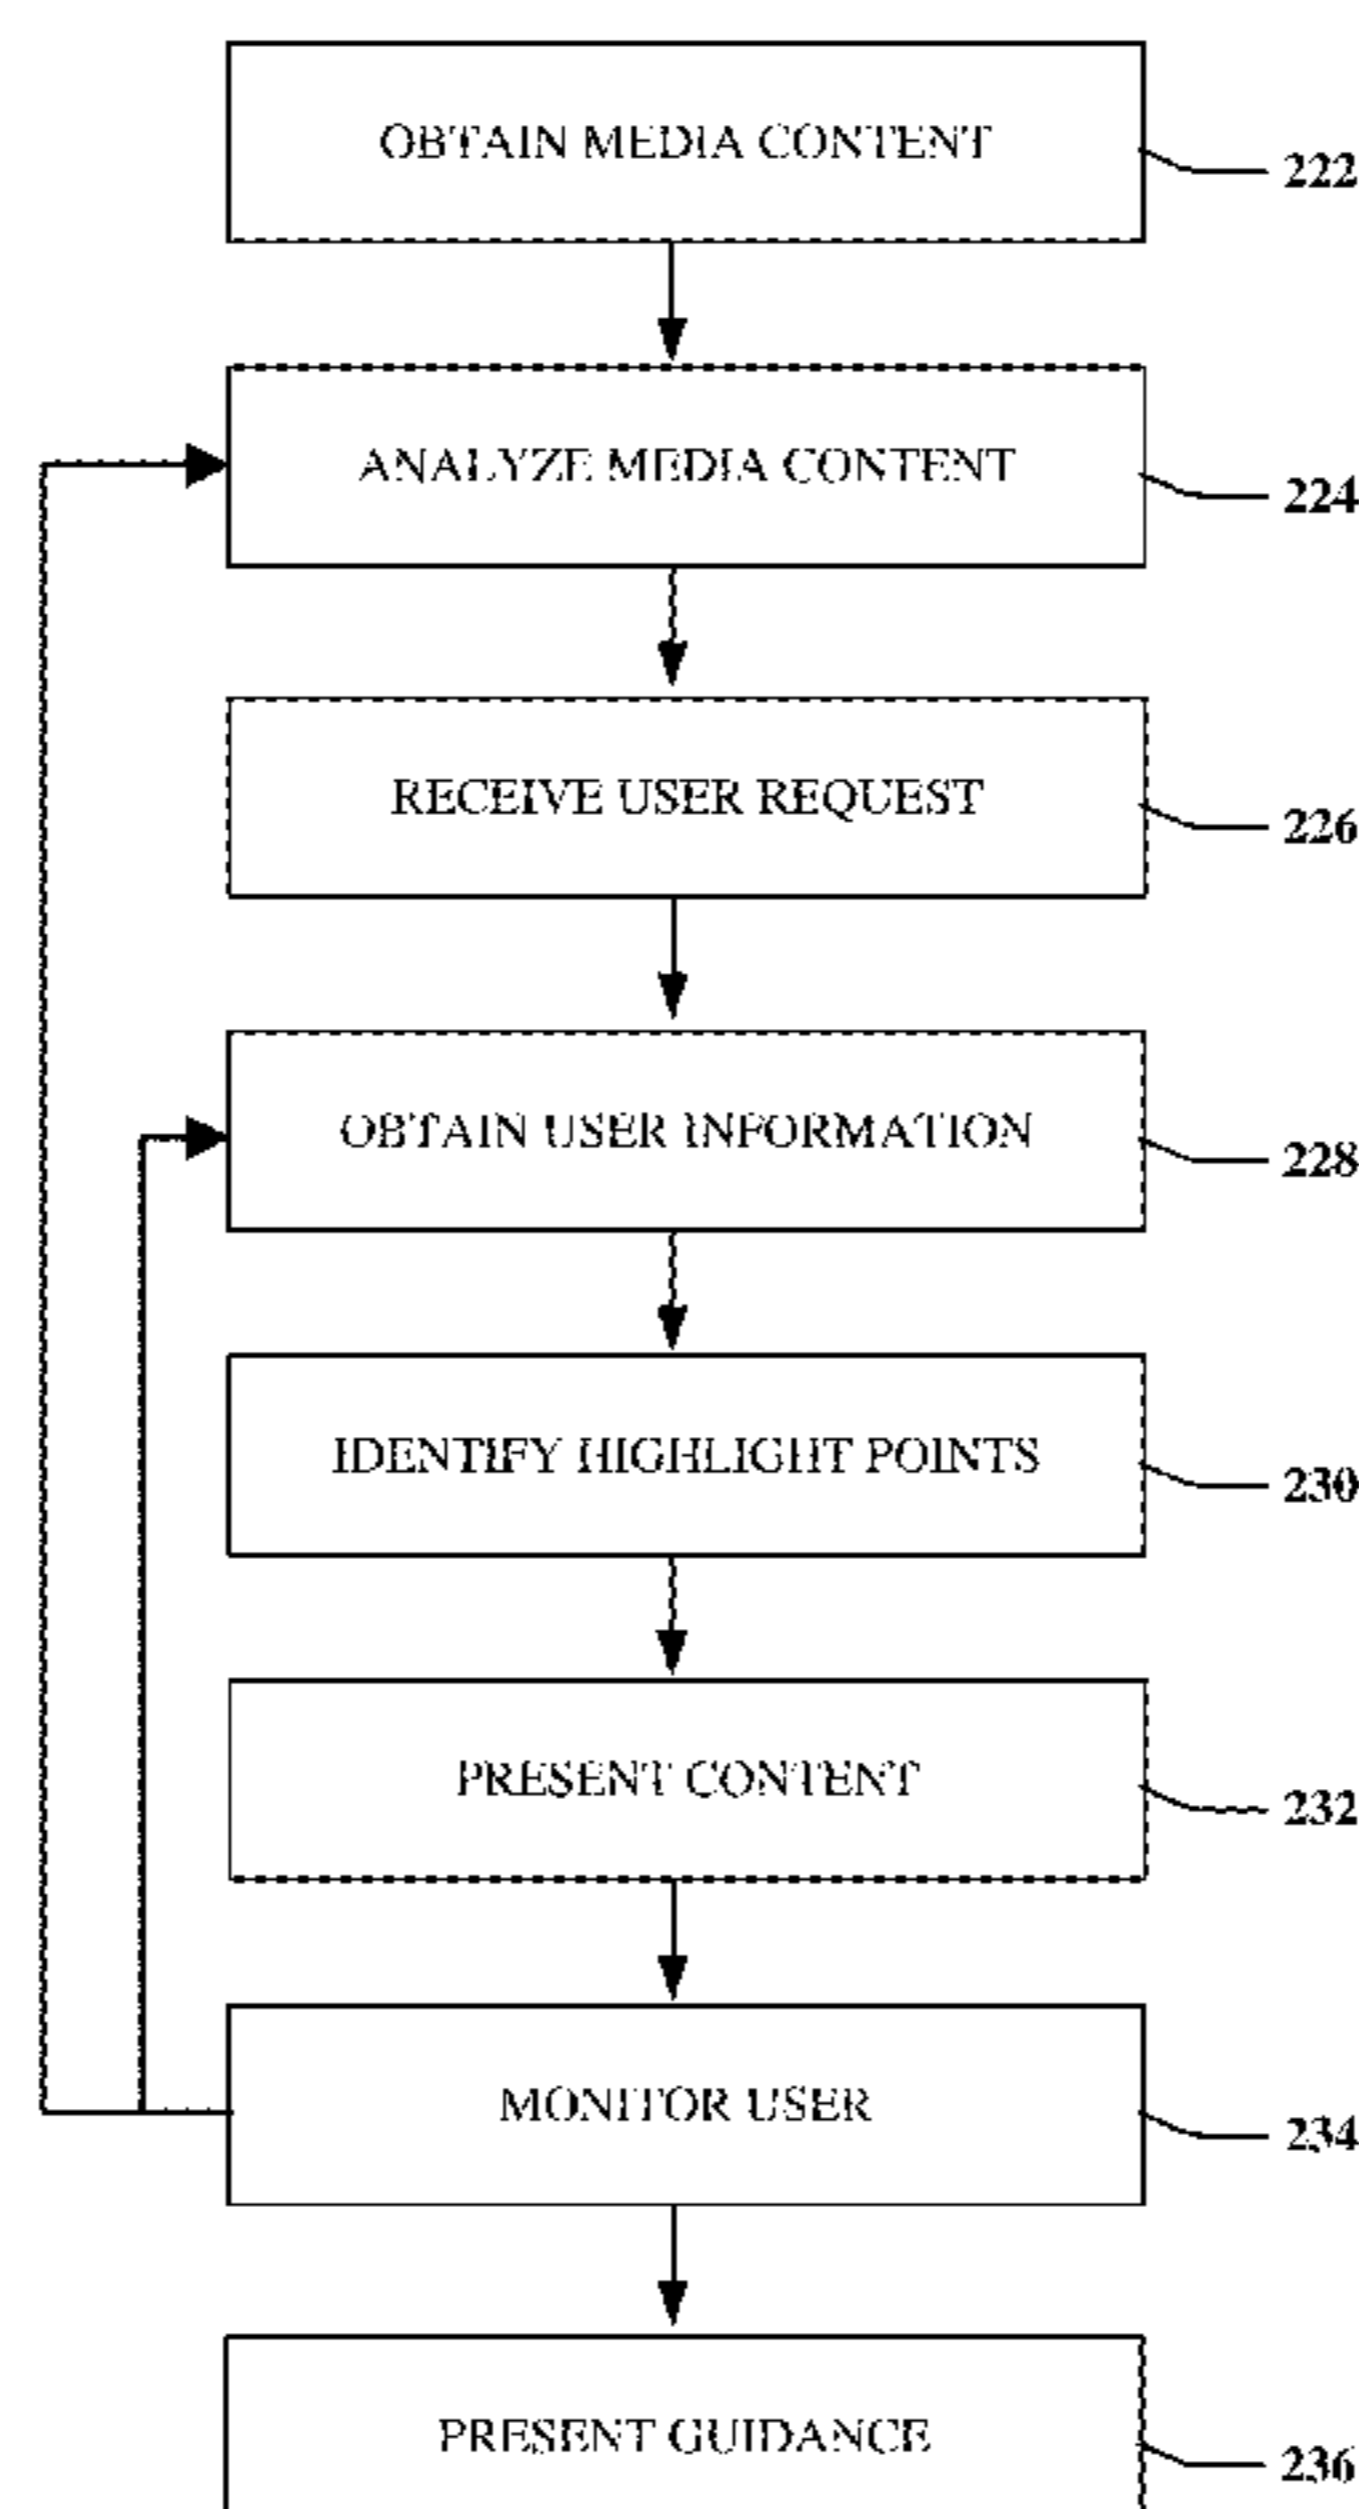 OBTAIN MEDIA CONTENT
222
ANALYZE MEDIA CONTENT
224
RECEIVE USER REQUEST
226
OBTAIN USER INFORMATION
228
IDENTIFY HIGHLIGHT POINTS
230
PRESENT CONTENT
232
MONITOR USER
234
PRESENT GUIDANCE
236